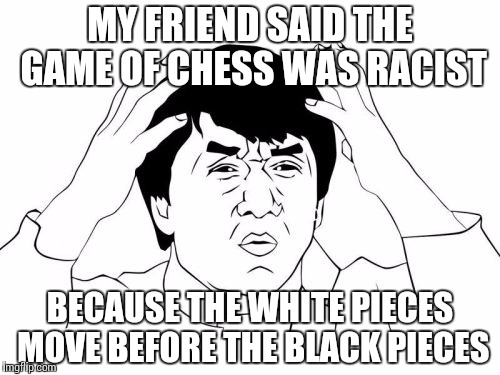 MY FRIEND SAID THE
GAME OF CHESS WAS RACIST
BECAUSE THE WHITE PIECES
MOVE BEFORE THE BLACK PIECES
imgflip.com